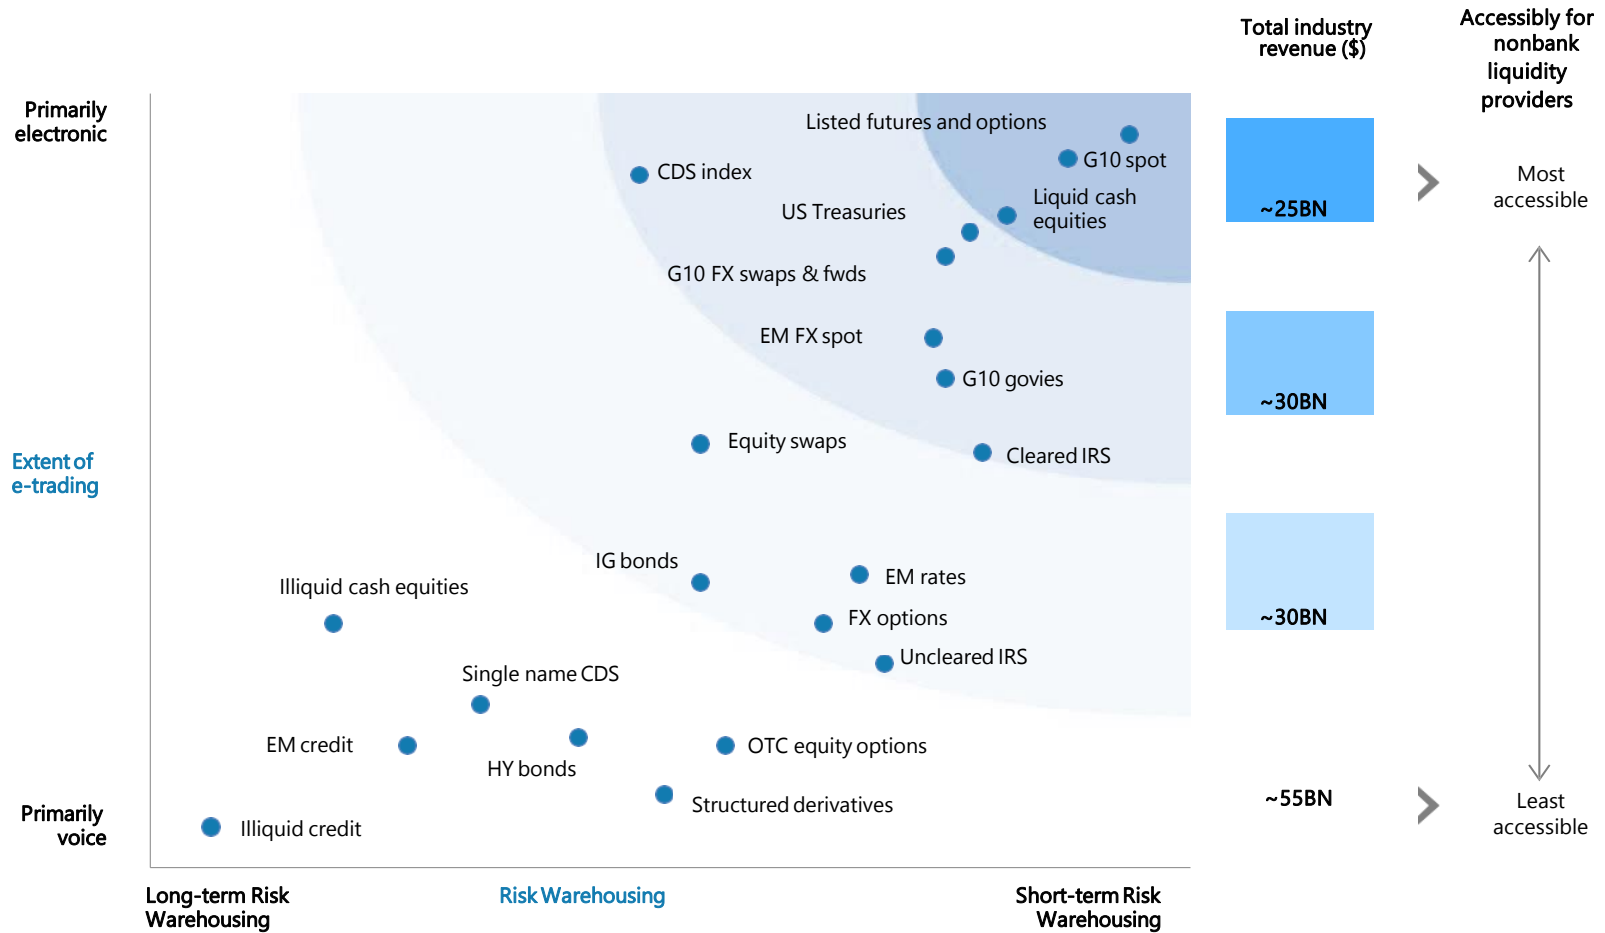 Total industry
revenue ($)
Accessibly for
nonbank
liquidity
providers
Primarily
electronic
Listed futures and options
G10 spot
CDS index
Liquid cash
equities
US Treasuries
G10 FX swaps & fwds
EM FX spot
G10 govies
Equity swaps
Cleared IRS
Extent of
e-trading
IG bonds
EM rates
Illiquid cash equities
FX options
Uncleared IRS
Single name CDS
EM credit
HY bonds
OTC equity options
Structured derivatives
Illiquid credit
Primarily
voice
Long-term Risk
Warehousing
Risk Warehousing
Short-term Risk
Warehousing
~25BN
~30BN
~30BN
~55BN
Most
accessible
Least
accessible